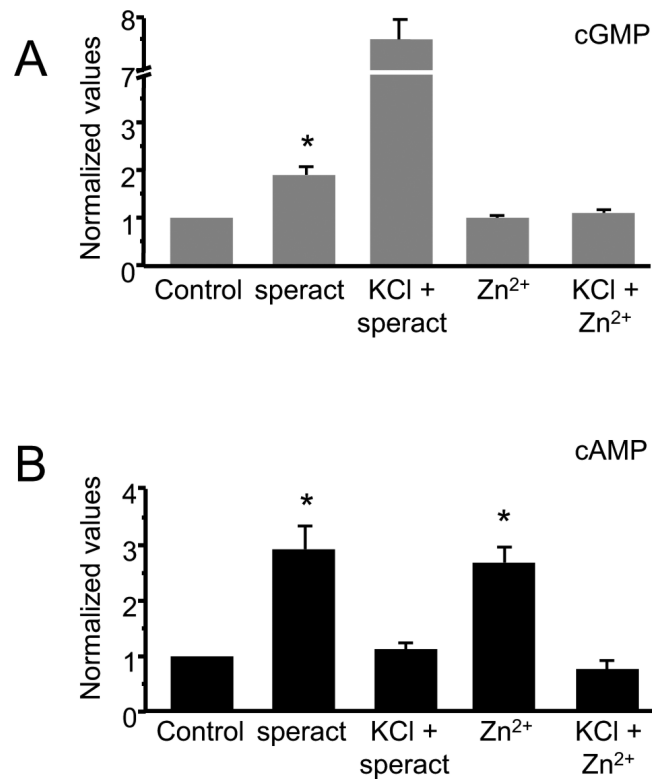 A
cGMP
Normalized values
8
7
3
2
1
0
*
Control speract KCl + Zn²⁺ KCl +
speract Zn²⁺
B
cAMP
Normalized values
4
3
2
1
0
* *
Control speract KCl + Zn²⁺ KCl +
speract Zn²⁺